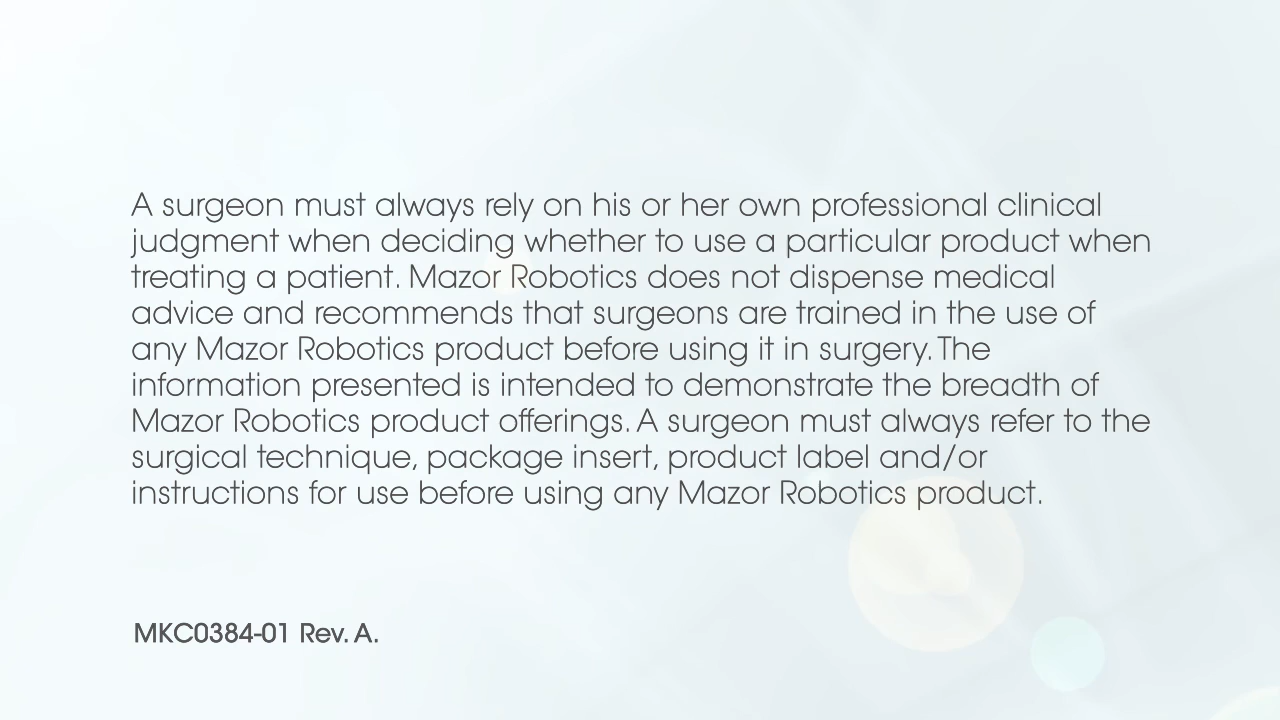 A surgeon must always rely on his or her own professional clinical
judgment when deciding whether to use a particular product when
treating a patient. Mazor Robotics does not dispense medical
advice and recommends that surgeons are trained in the use of
any Mazor Robotics product before using it in surgery. The
information presented is intended to demonstrate the breadth of
Mazor Robotics product offerings. A surgeon must always refer to the
surgical technique, package insert, product label and/or
instructions for use before using any Mazor Robotics product.
MKC0384-01 Rev. A.